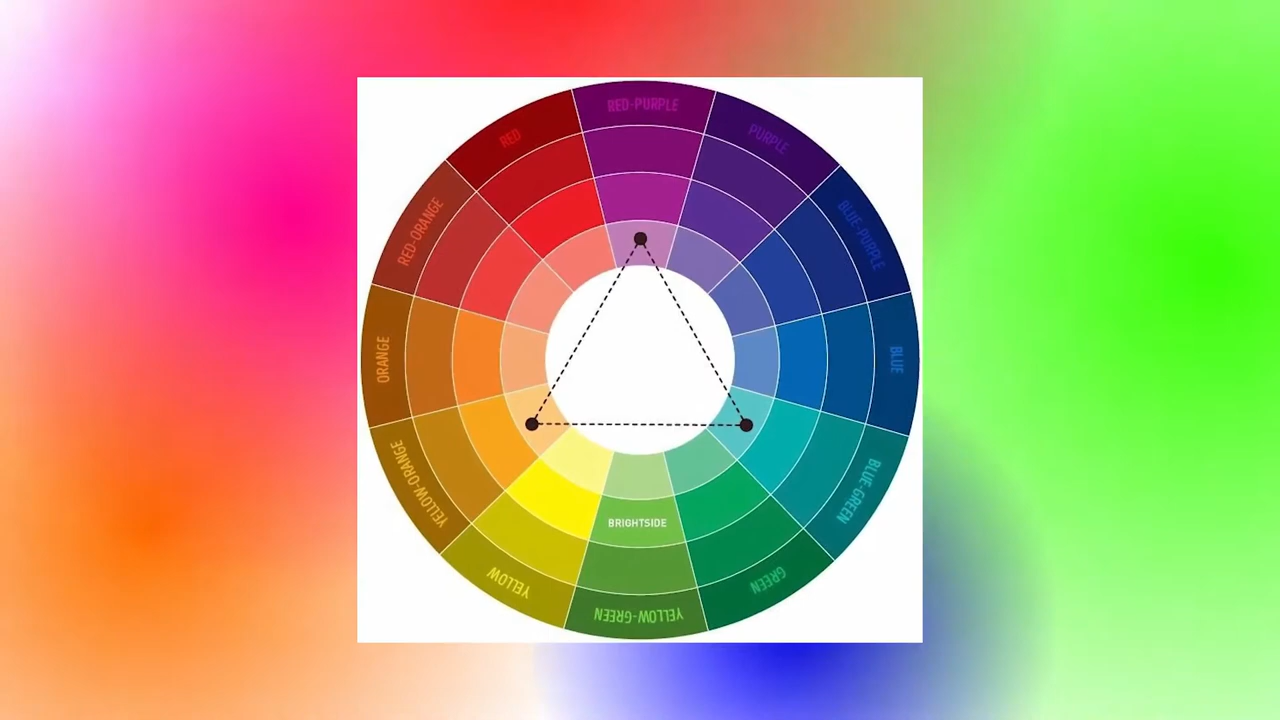 RED-PURPLE
PURPLE
BLUE-PURPLE
BLUE
BLUE-GREEN
GREEN
YELLOW-GREEN
YELLOW
YELLOW-ORANGE
ORANGE
RED-ORANGE
RED
BRIGHTSIDE